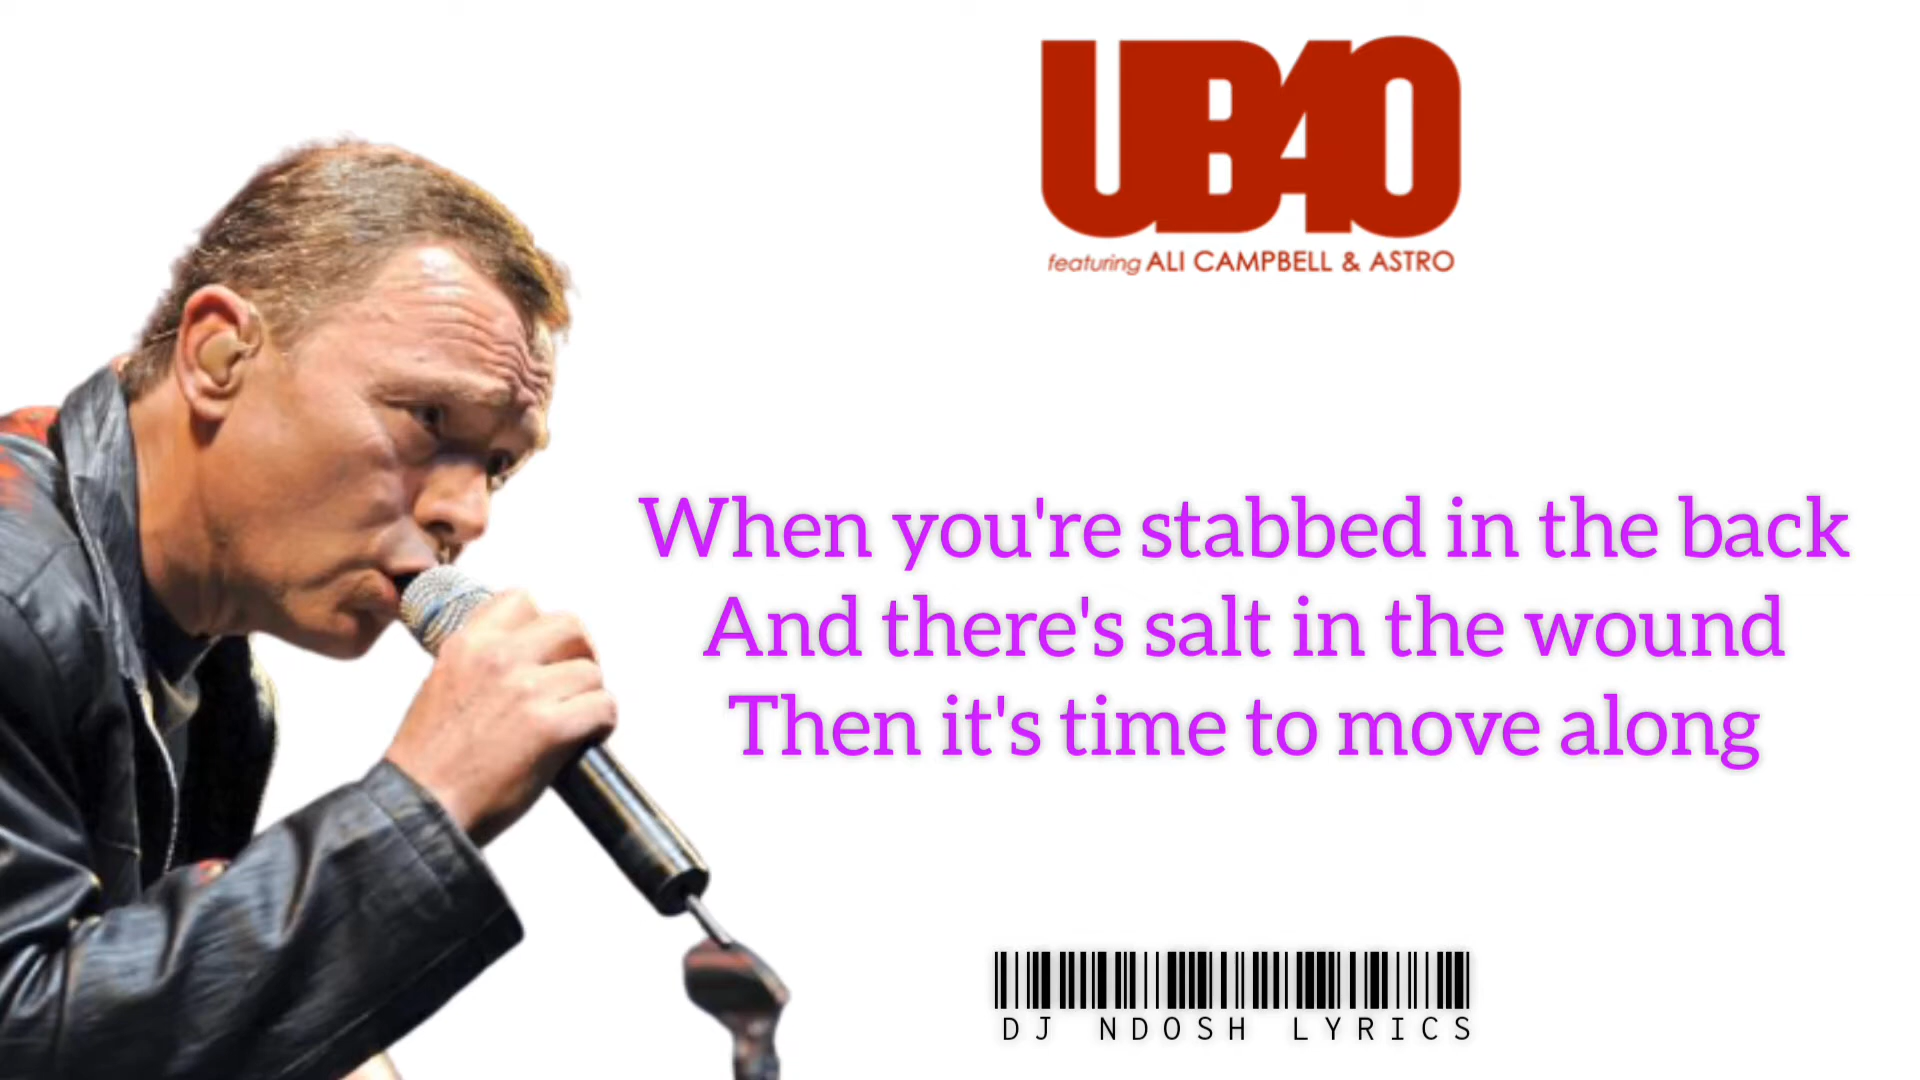 UB40
featuring ALI CAMPBELL & ASTRO
When you're stabbed in the back
And there's salt in the wound
Then it's time to move along
DJ NDOSH LYRICS